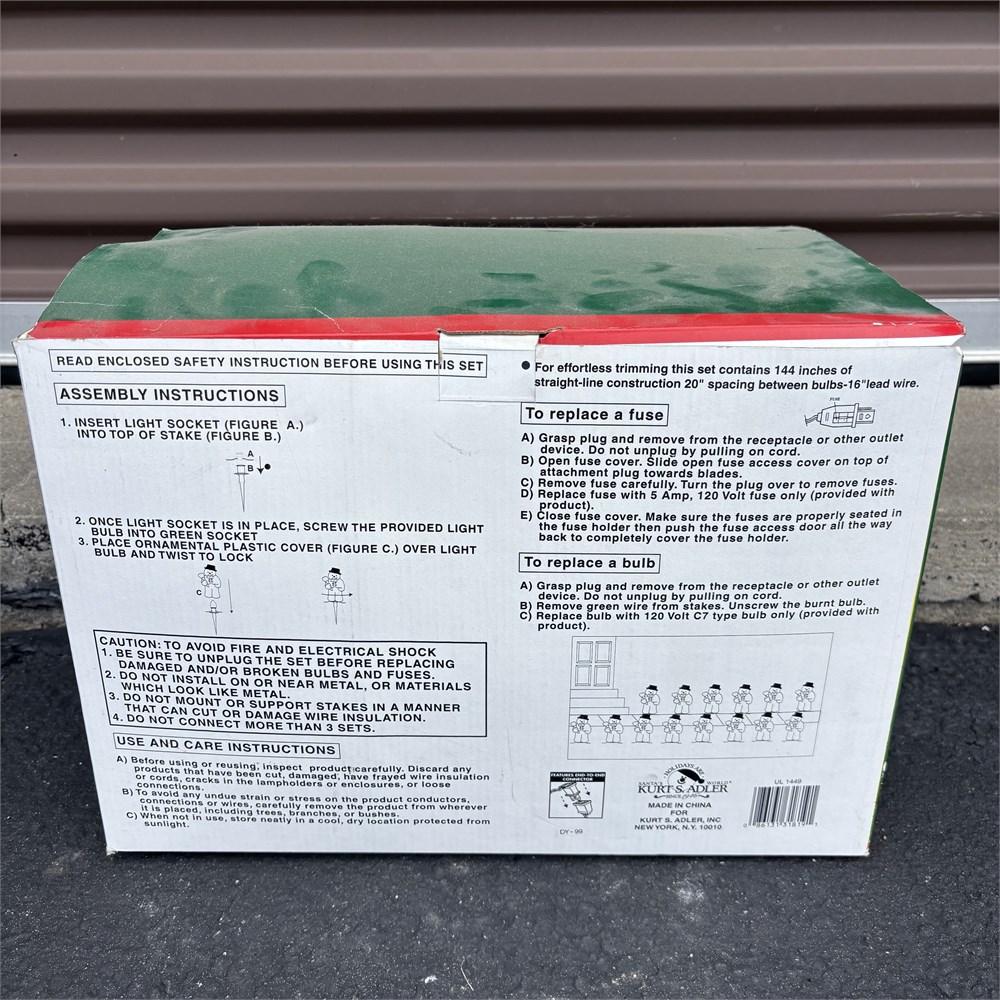 READ ENCLOSED SAFETY INSTRUCTION BEFORE USING THIS SET
ASSEMBLY INSTRUCTIONS
1. INSERT LIGHT SOCKET (FIGURE A.)
INTO TOP OF STAKE (FIGURE B.)
A
B
2. ONCE LIGHT SOCKET IS IN PLACE, SCREW THE PROVIDED LIGHT
BULB INTO GREEN SOCKET
3. PLACE ORNAMENTAL PLASTIC COVER (FIGURE C.) OVER LIGHT
BULB AND TWIST TO LOCK
C
CAUTION: TO AVOID FIRE AND ELECTRICAL SHOCK
1. BE SURE TO UNPLUG THE SET BEFORE REPLACING
DAMAGED AND/OR BROKEN BULBS AND FUSES.
2. DO NOT INSTALL ON OR NEAR METAL, OR MATERIALS
WHICH LOOK LIKE METAL.
3. DO NOT MOUNT OR SUPPORT STAKES IN A MANNER
THAT CAN CUT OR DAMAGE WIRE INSULATION.
4. DO NOT CONNECT MORE THAN 3 SETS.
USE AND CARE INSTRUCTIONS
A) Before using or reusing, inspect product carefully. Discard any
products that have been cut, damaged, have frayed wire insulation
or cords, cracks in the lampholders or enclosures, or loose
connections.
B) To avoid any undue strain or stress on the product conductors,
connections or wires, carefully remove the product from wherever
it is placed, including trees, branches, or bushes.
C) When not in use, store neatly in a cool, dry location protected from
sunlight.
● For effortless trimming this set contains 144 inches of
straight-line construction 20" spacing between bulbs-16"lead wire.
To replace a fuse
FUSE
A) Grasp plug and remove from the receptacle or other outlet
device. Do not unplug by pulling on cord.
B) Open fuse cover. Slide open fuse access cover on top of
attachment plug towards blades.
C) Remove fuse carefully. Turn the plug over to remove fuses.
D) Replace fuse with 5 Amp, 120 Volt fuse only (provided with
product).
E) Close fuse cover. Make sure the fuses are properly seated in
the fuse holder then push the fuse access door all the way
back to completely cover the fuse holder.
To replace a bulb
A) Grasp plug and remove from the receptacle or other outlet
device. Do not unplug by pulling on cord.
B) Remove green wire from stakes. Unscrew the burnt bulb.
C) Replace bulb with 120 Volt C7 type bulb only (provided with
product).
FEATURES END-TO-END
CONNECTOR
DY-99
HOLIDAYS ARE
SANTA'S WORLD
KURT S. ADLER
MADE IN CHINA
FOR
KURT S. ADLER, INC
NEW YORK, N.Y. 10010
UL 1449
0 86131 31819 1